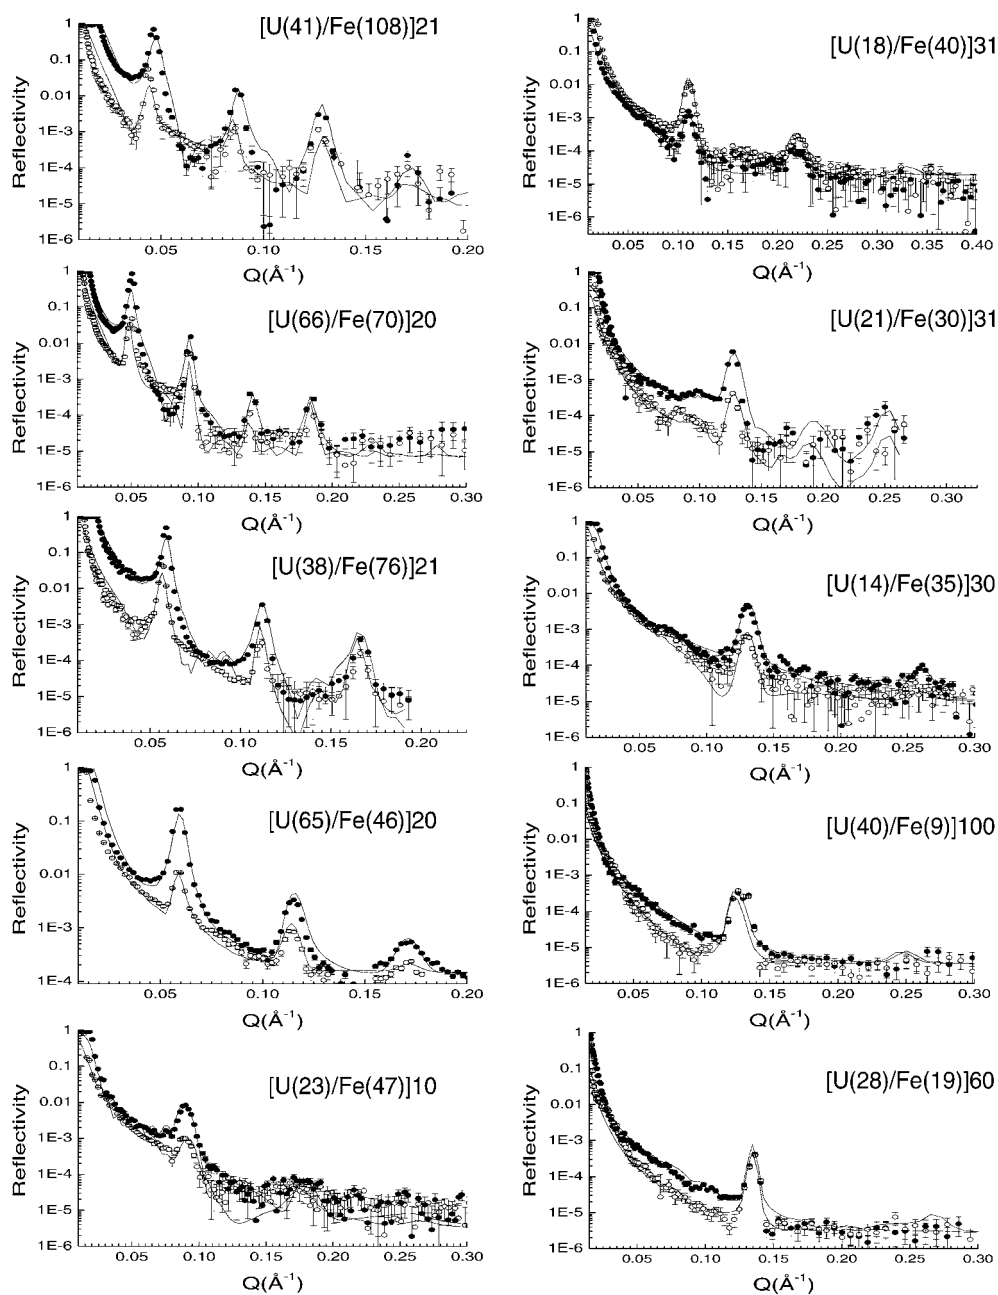 [U(41)/Fe(108)]21
Reflectivity
1
0.1
0.01
1E-3
1E-4
1E-5
1E-6
0.05 0.10 0.15 0.20
Q(Å⁻¹)
[U(66)/Fe(70)]20
Reflectivity
1
0.1
0.01
1E-3
1E-4
1E-5
1E-6
0.05 0.10 0.15 0.20 0.25 0.30
Q(Å⁻¹)
[U(38)/Fe(76)]21
Reflectivity
1
0.1
0.01
1E-3
1E-4
1E-5
1E-6
0.05 0.10 0.15 0.20
Q(Å⁻¹)
[U(65)/Fe(46)]20
Reflectivity
1
0.1
0.01
1E-3
1E-4
0.05 0.10 0.15 0.20
Q(Å⁻¹)
[U(23)/Fe(47)]10
Reflectivity
1
0.1
0.01
1E-3
1E-4
1E-5
1E-6
0.05 0.10 0.15 0.20 0.25 0.30
Q(Å⁻¹)
[U(18)/Fe(40)]31
Reflectivity
1
0.1
0.01
1E-3
1E-4
1E-5
1E-6
0.05 0.10 0.15 0.20 0.25 0.30 0.35 0.40
Q(Å⁻¹)
[U(21)/Fe(30)]31
Reflectivity
1
0.1
0.01
1E-3
1E-4
1E-5
1E-6
0.05 0.10 0.15 0.20 0.25 0.30
Q(Å⁻¹)
[U(14)/Fe(35)]30
Reflectivity
1
0.1
0.01
1E-3
1E-4
1E-5
1E-6
0.05 0.10 0.15 0.20 0.25 0.30
Q(Å⁻¹)
[U(40)/Fe(9)]100
Reflectivity
1
0.1
0.01
1E-3
1E-4
1E-5
1E-6
0.05 0.10 0.15 0.20 0.25 0.30
Q(Å⁻¹)
[U(28)/Fe(19)]60
Reflectivity
1
0.1
0.01
1E-3
1E-4
1E-5
1E-6
0.05 0.10 0.15 0.20 0.25 0.30
Q(Å⁻¹)